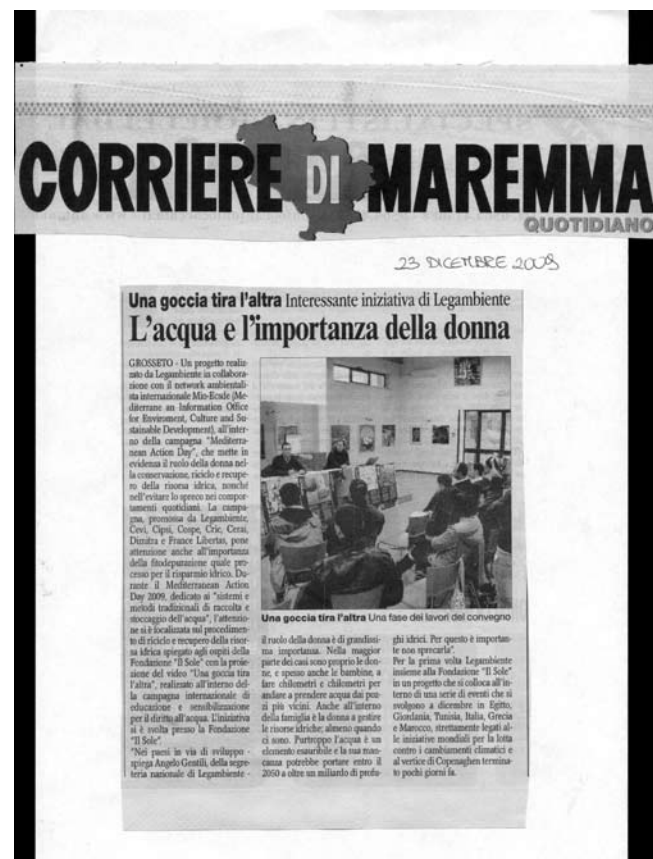 CORRIERE DI MAREMMA
QUOTIDIANO
23 DICEMBRE 2009
Una goccia tira l'altra Interessante iniziativa di Legambiente
L'acqua e l'importanza della donna
GROSSETO - Un progetto realiz-
zato da Legambiente in collabora-
zione con il network ambientali-
sta internazionale Mio-Ecsde (Me-
diterrane an Information Office
for Enviroment, Culture and Su-
stainable Development), all'inter-
no della campagna "Mediterra-
nean Action Day", che mette in
evidenza il ruolo della donna nel-
la conservazione, riciclo e recupe-
ro della risorsa idrica, nonché
nell'evitare lo spreco nei compor-
tamenti quotidiani. La campa-
gna, promossa da Legambiente,
Cevi, Cipsi, Cospe, Cric, Cerai,
Dimitra e France Libertas, pone
attenzione anche all'importanza
della fitodepurazione quale pro-
cesso per il risparmio idrico. Du-
rante il Mediterranean Action
Day 2009, dedicato ai "sistemi e
metodi tradizionali di raccolta e
stoccaggio dell'acqua", l'attenzio-
ne si è focalizzata sul procedimen-
to di riciclo e recupero della risor-
sa idrica spiegato agli ospiti della
Fondazione "Il Sole" con la proie-
zione del video "Una goccia tira
l'altra", realizzato all'interno del-
la campagna internazionale di
educazione e sensibilizzazione
per il diritto all'acqua. L'iniziativa
si è svolta presso la Fondazione
"Il Sole".
"Nei paesi in via di sviluppo -
spiega Angelo Gentili, della segre-
teria nazionale di Legambiente -
Una goccia tira l'altra Una fase dei lavori del convegno
il ruolo della donna è di grandissi-
ma importanza. Nella maggior
parte dei casi sono proprio le don-
ne, e spesso anche le bambine, a
fare chilometri e chilometri per
andare a prendere acqua dai poz-
zi più vicini. Anche all'interno
della famiglia è la donna a gestire
le risorse idriche, almeno quando
ci sono. Purtroppo l'acqua è un
elemento esauribile e la sua man-
canza potrebbe portare entro il
2050 a oltre un miliardo di profu-
ghi idrici. Per questo è importan-
te non sprecarla".
Per la prima volta Legambiente
insieme alla Fondazione "Il Sole"
in un progetto che si colloca all'in-
terno di una serie di eventi che si
svolgono a dicembre in Egitto,
Giordania, Tunisia, Italia, Grecia
e Marocco, strettamente legati al-
le iniziative mondiali per la lotta
contro i cambiamenti climatici e
al vertice di Copenaghen termina-
to pochi giorni fa.